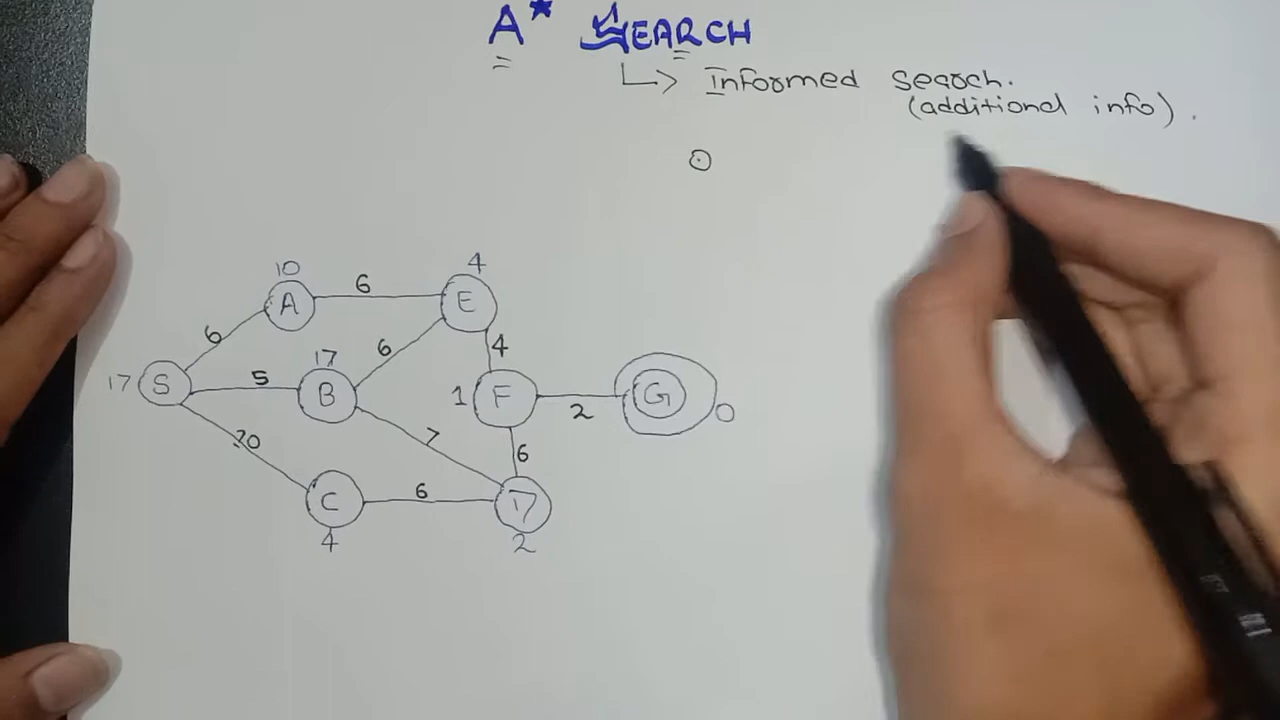 A* SEARCH
↳ Informed search.
(additional info).
10
4
A
6
E
6
4
17
6
17
S
5
B
1
F
2
G
0
7
6
C
6
4
2